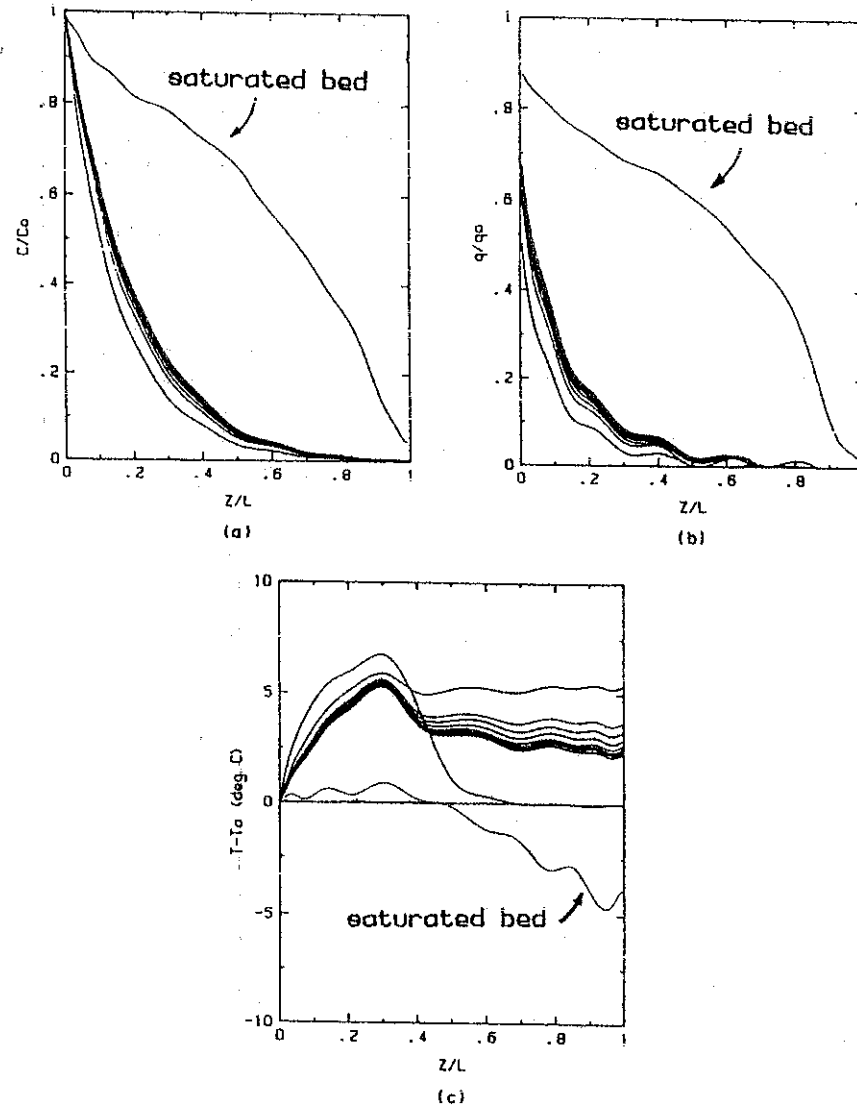 1
.8
.6
.4
.2
0
C/Co
saturated bed
0
.2
.4
.6
.8
1
Z/L
(a)
1
.8
.6
.4
.2
0
q/qo
saturated bed
0
.2
.4
.6
.8
Z/L
(b)
10
5
0
-5
-10
T-To (deg. C)
saturated bed
0
.2
.4
.6
.8
1
Z/L
(c)